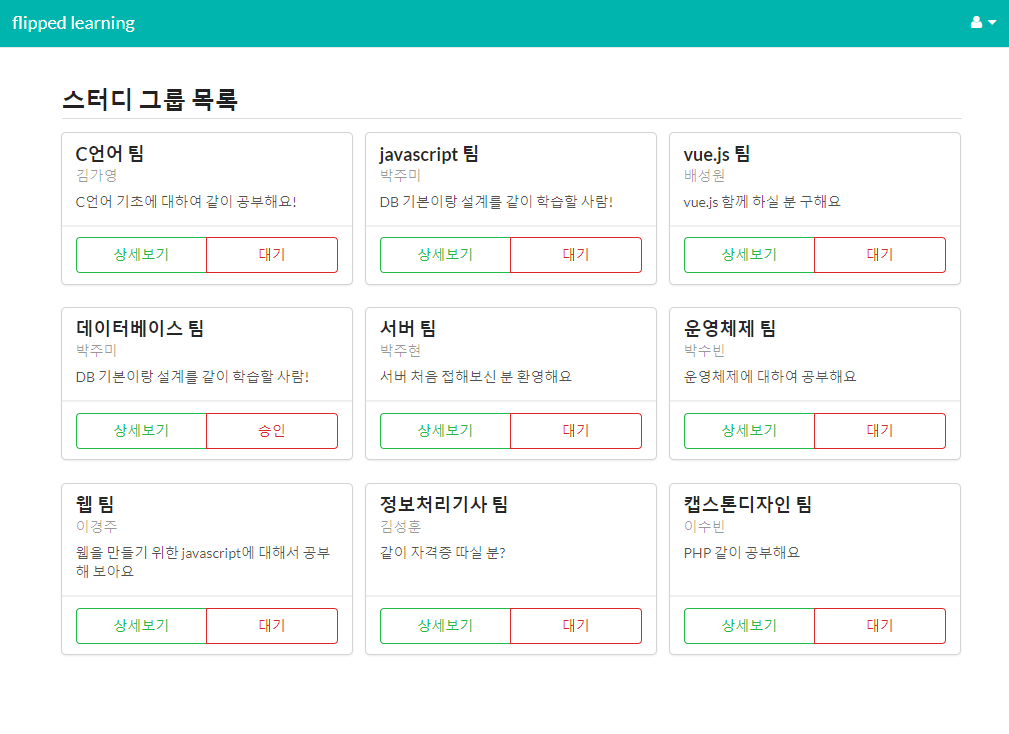 flipped learning
스터디 그룹 목록
C언어 팀
김가영
C언어 기초에 대하여 같이 공부해요!
상세보기 대기
javascript 팀
박주미
DB 기본이랑 설계를 같이 학습할 사람!
상세보기 대기
vue.js 팀
배성원
vue.js 함께 하실 분 구해요
상세보기 대기
데이터베이스 팀
박주미
DB 기본이랑 설계를 같이 학습할 사람!
상세보기 승인
서버 팀
박주현
서버 처음 접해보신 분 환영해요
상세보기 대기
운영체제 팀
박수빈
운영체제에 대하여 공부해요
상세보기 대기
웹 팀
이경주
웹을 만들기 위한 javascript에 대해서 공부
해 보아요
상세보기 대기
정보처리기사 팀
김성훈
같이 자격증 따실 분?
상세보기 대기
캡스톤디자인 팀
이수빈
PHP 같이 공부해요
상세보기 대기